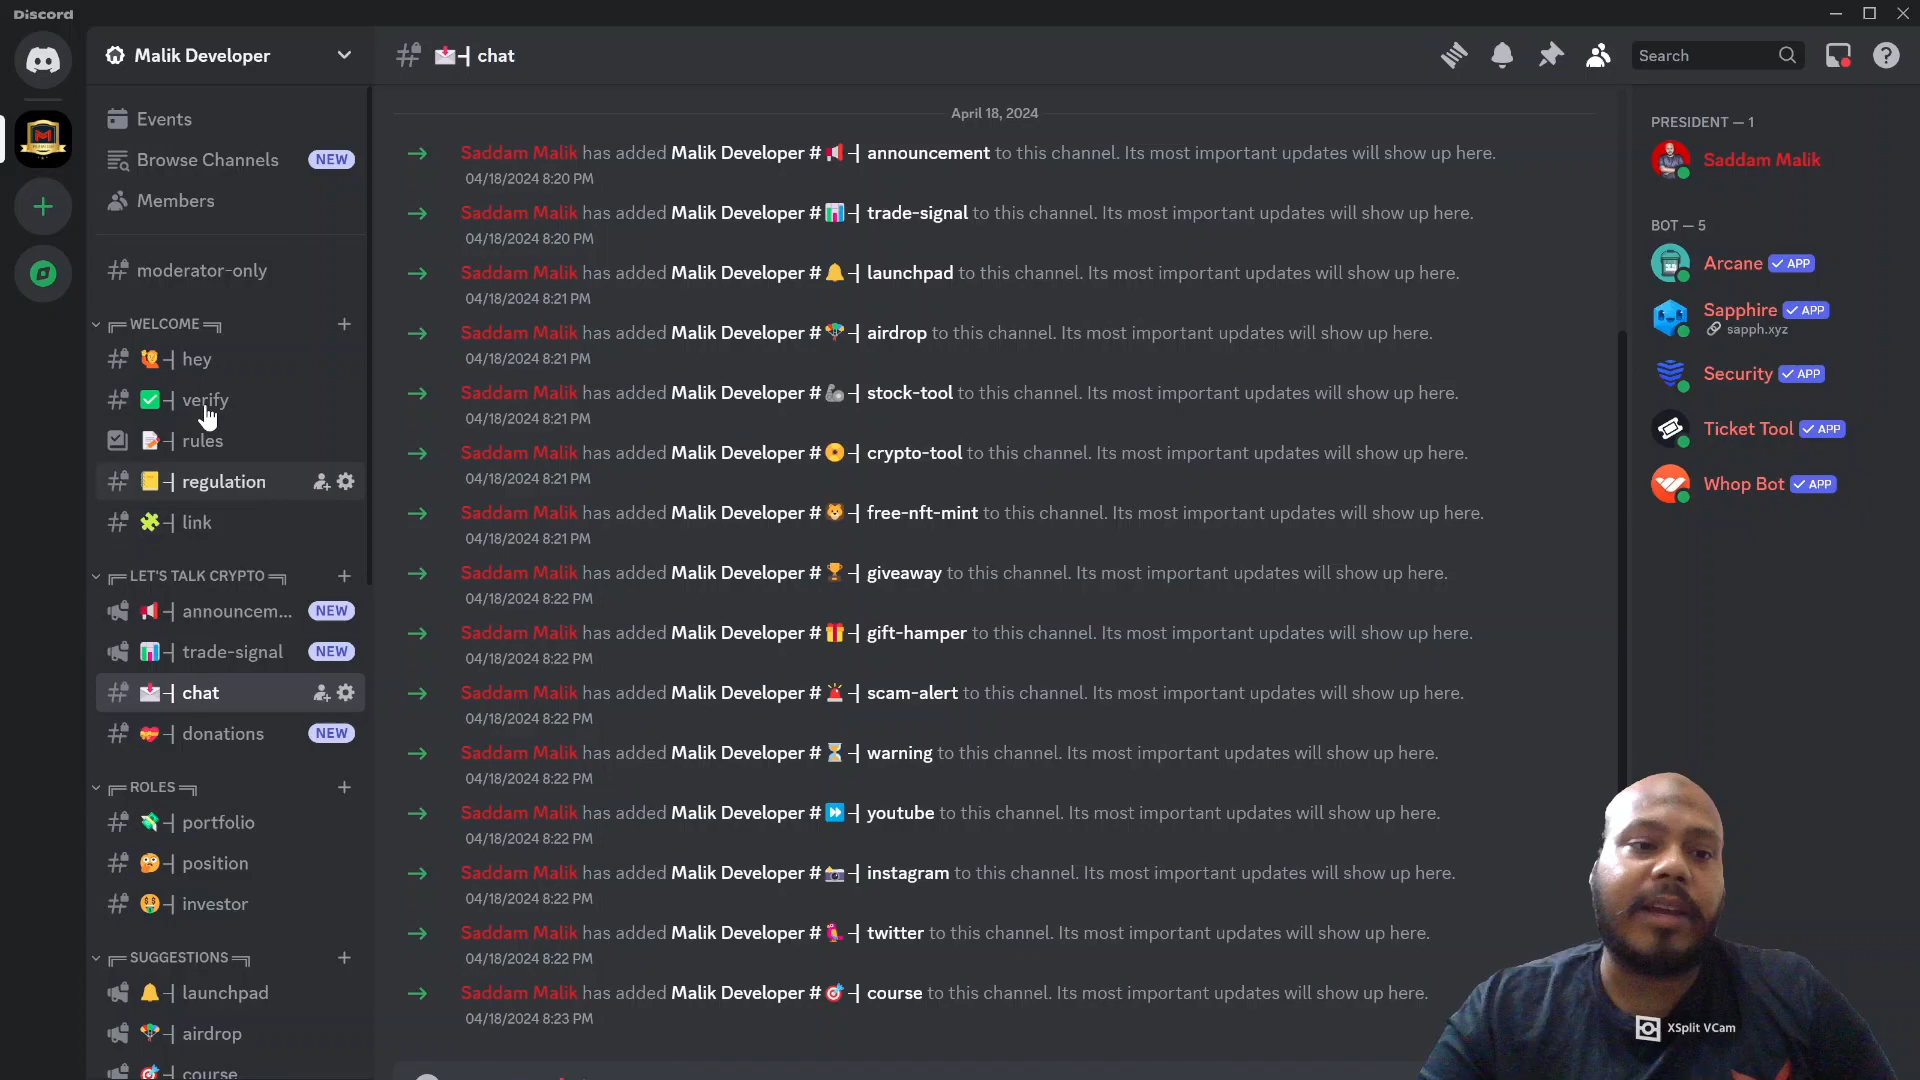 Discord
Malik Developer
Events
Browse Channels NEW
Members
moderator-only
WELCOME
hey
verify
rules
regulation
link
LET'S TALK CRYPTO
announcem... NEW
trade-signal NEW
chat
donations NEW
ROLES
portfolio
position
investor
SUGGESTIONS
launchpad
airdrop
course
chat
Search
April 18, 2024
Saddam Malik has added Malik Developer # announcement to this channel. Its most important updates will show up here.
04/18/2024 8:20 PM
Saddam Malik has added Malik Developer # trade-signal to this channel. Its most important updates will show up here.
04/18/2024 8:20 PM
Saddam Malik has added Malik Developer # launchpad to this channel. Its most important updates will show up here.
04/18/2024 8:21 PM
Saddam Malik has added Malik Developer # airdrop to this channel. Its most important updates will show up here.
04/18/2024 8:21 PM
Saddam Malik has added Malik Developer # stock-tool to this channel. Its most important updates will show up here.
04/18/2024 8:21 PM
Saddam Malik has added Malik Developer # crypto-tool to this channel. Its most important updates will show up here.
04/18/2024 8:21 PM
Saddam Malik has added Malik Developer # free-nft-mint to this channel. Its most important updates will show up here.
04/18/2024 8:21 PM
Saddam Malik has added Malik Developer # giveaway to this channel. Its most important updates will show up here.
04/18/2024 8:22 PM
Saddam Malik has added Malik Developer # gift-hamper to this channel. Its most important updates will show up here.
04/18/2024 8:22 PM
Saddam Malik has added Malik Developer # scam-alert to this channel. Its most important updates will show up here.
04/18/2024 8:22 PM
Saddam Malik has added Malik Developer # warning to this channel. Its most important updates will show up here.
04/18/2024 8:22 PM
Saddam Malik has added Malik Developer # youtube to this channel. Its most important updates will show up here.
04/18/2024 8:22 PM
Saddam Malik has added Malik Developer # instagram to this channel. Its most important updates will show up here.
04/18/2024 8:22 PM
Saddam Malik has added Malik Developer # twitter to this channel. Its most important updates will show up here.
04/18/2024 8:22 PM
Saddam Malik has added Malik Developer # course to this channel. Its most important updates will show up here.
04/18/2024 8:23 PM
PRESIDENT — 1
Saddam Malik
BOT — 5
Arcane APP
Sapphire APP
sapph.xyz
Security APP
Ticket Tool APP
Whop Bot APP
XSplit VCam